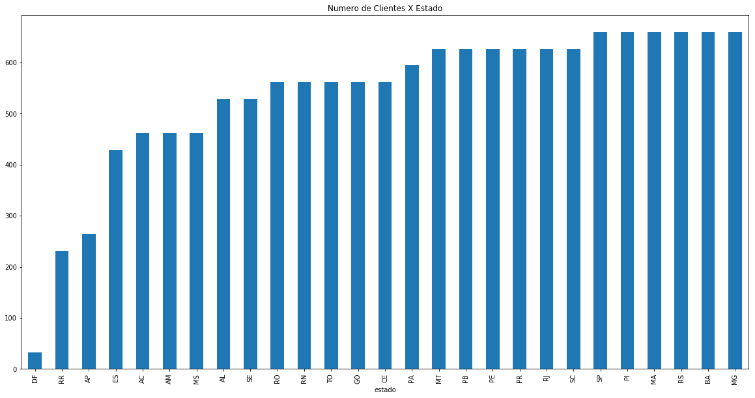 Numero de Clientes X Estado
600
500
400
300
200
100
0
DF RR AP ES AC AM MS AL SE RO RN TO GO CE PA MT PB PE PR RJ SC SP PI MA RS BA MG
estado